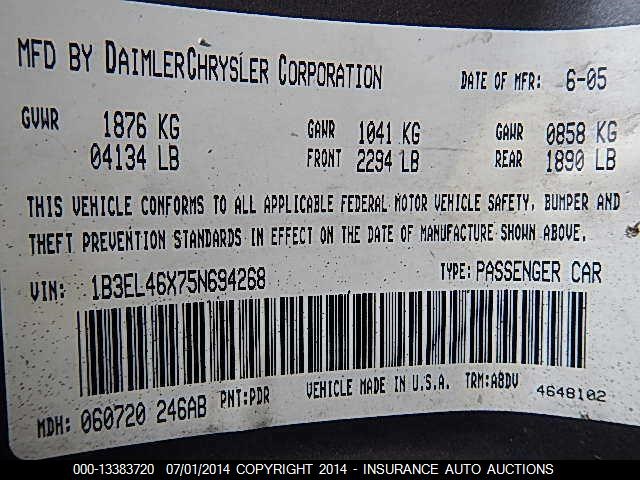 MFD BY DAIMLERCHRYSLER CORPORATION DATE OF MFR: 6-05
GVWR 1876 KG GAWR 1041 KG GAWR 0858 KG
04134 LB FRONT 2294 LB REAR 1890 LB
THIS VEHICLE CONFORMS TO ALL APPLICABLE FEDERAL MOTOR VEHICLE SAFETY, BUMPER AND
THEFT PREVENTION STANDARDS IN EFFECT ON THE DATE OF MANUFACTURE SHOWN ABOVE.
VIN: 1B3EL46X75N694268 TYPE: PASSENGER CAR
MDH: 060720 246AB PNT: PDR VEHICLE MADE IN U.S.A. TRM: A8DV 4648102
000-13383720 07/01/2014 COPYRIGHT 2014 - INSURANCE AUTO AUCTIONS